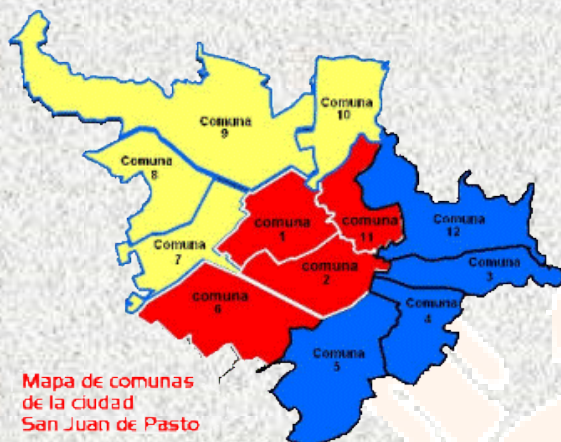 Comuna
9
Comuna
10
Comuna
8
Comuna
7
comuna
1
comuna
11
comuna
2
comuna
6
Comuna
12
Comuna
3
Comuna
4
Comuna
5
Mapa de comunas
de la ciudad
San Juan de Pasto